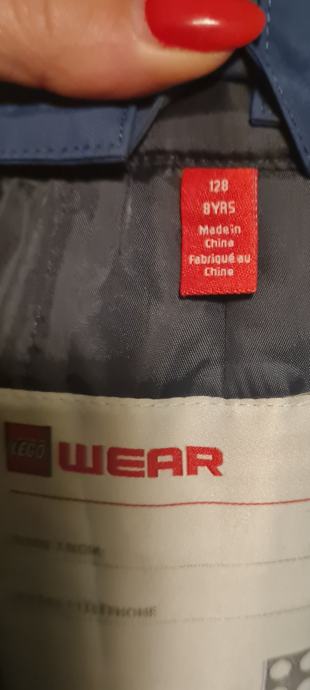 128
8YRS
Made in
China
Fabriqué au
Chine
LEGO
WEAR